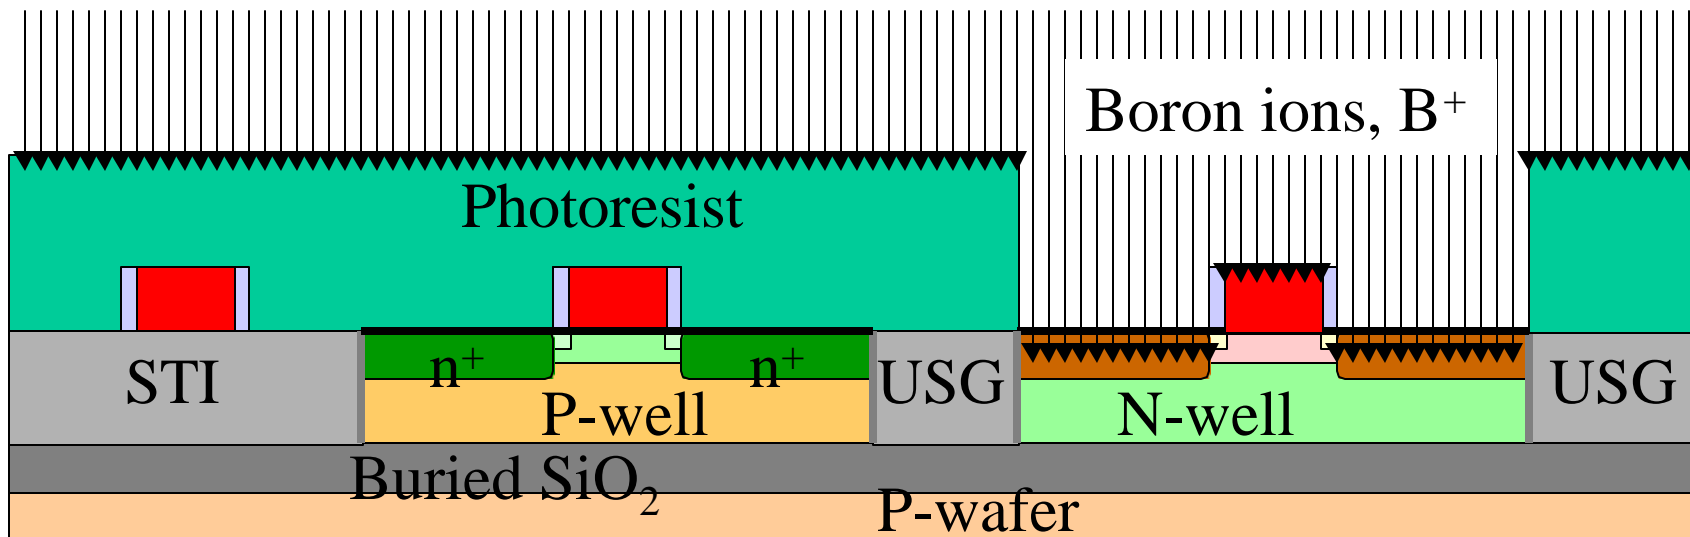 Boron ions, B⁺
Photoresist
STI
n⁺
n⁺
USG
USG
P-well
N-well
Buried SiO₂
P-wafer